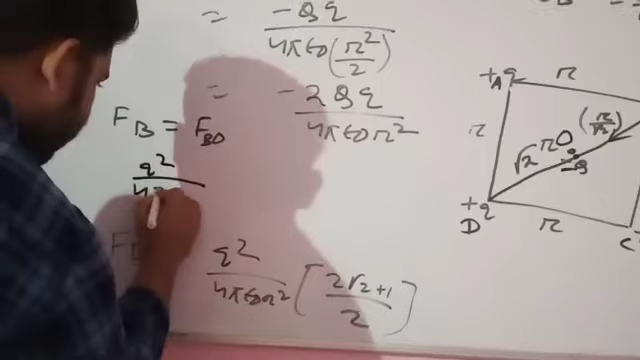 = -Qq / 4πε0(r²/2)
= - 2Qq / 4πε0r²
F_B = F_BO
q² / 4π
q² / 4πε0r² [ 2√2+1 / 2 ]
+q
A
r
r
(r/√2)
√2 r
O
-Q
+q
D
r
C